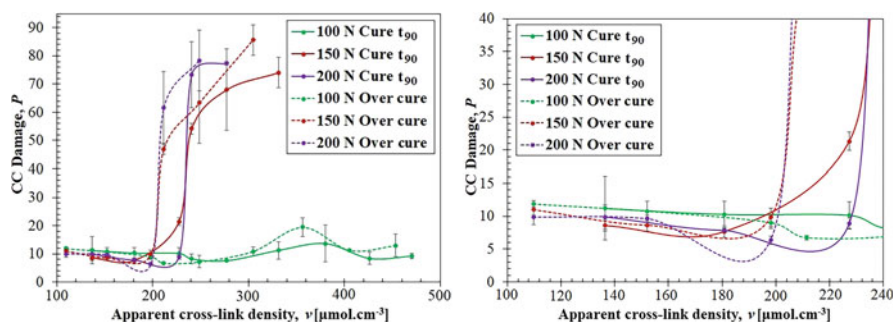 CC Damage, P
90
80
70
60
50
40
30
20
10
0
100
200
300
400
500
Apparent cross-link density, ν [μmol.cm⁻³]
100 N Cure t₉₀
150 N Cure t₉₀
200 N Cure t₉₀
100 N Over cure
150 N Over cure
200 N Over cure
CC Damage, P
40
35
30
25
20
15
10
5
0
100
120
140
160
180
200
220
240
Apparent cross-link density, ν [μmol.cm⁻³]
100 N Cure t₉₀
150 N Cure t₉₀
200 N Cure t₉₀
100 N Over cure
150 N Over cure
200 N Over cure